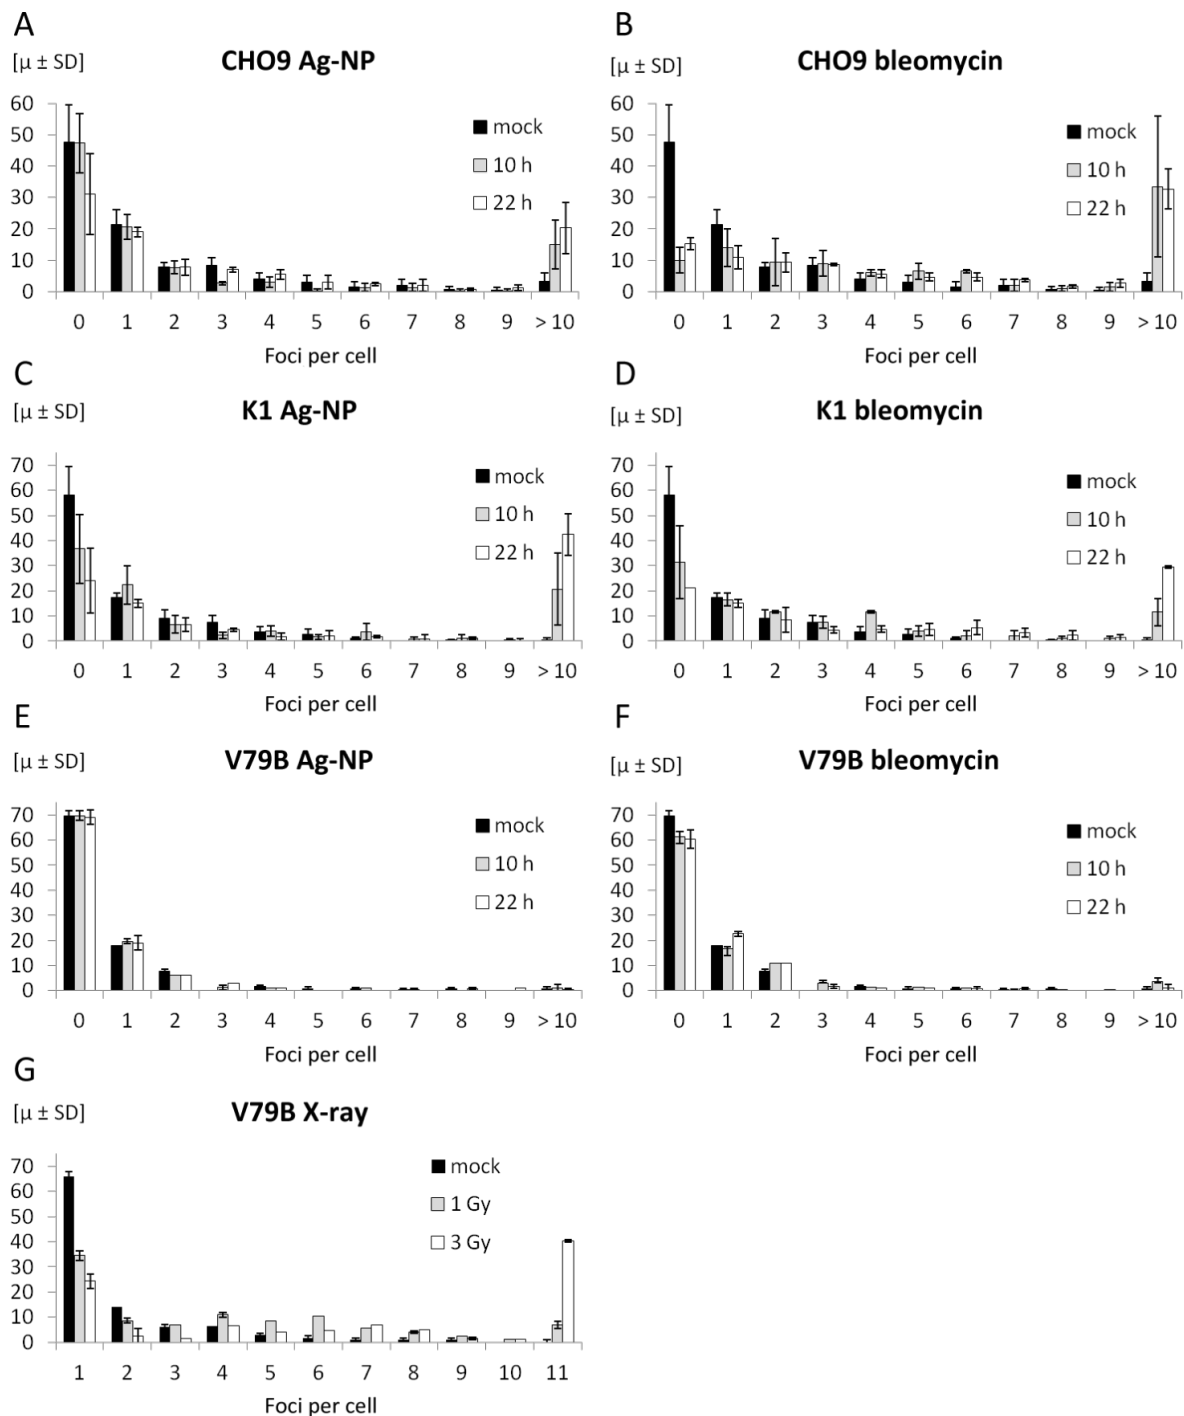 A
CHO9 Ag-NP
[µ ± SD]
60
50
40
30
20
10
0
mock
10 h
22 h
0 1 2 3 4 5 6 7 8 9 > 10
Foci per cell
B
CHO9 bleomycin
[µ ± SD]
60
50
40
30
20
10
0
mock
10 h
22 h
0 1 2 3 4 5 6 7 8 9 > 10
Foci per cell
C
K1 Ag-NP
[µ ± SD]
70
60
50
40
30
20
10
0
mock
10 h
22 h
0 1 2 3 4 5 6 7 8 9 > 10
Foci per cell
D
K1 bleomycin
[µ ± SD]
70
60
50
40
30
20
10
0
mock
10 h
22 h
0 1 2 3 4 5 6 7 8 9 > 10
Foci per cell
E
V79B Ag-NP
[µ ± SD]
70
60
50
40
30
20
10
0
mock
10 h
22 h
0 1 2 3 4 5 6 7 8 9 > 10
Foci per cell
F
V79B bleomycin
[µ ± SD]
70
60
50
40
30
20
10
0
mock
10 h
22 h
0 1 2 3 4 5 6 7 8 9 > 10
Foci per cell
G
V79B X-ray
[µ ± SD]
70
60
50
40
30
20
10
0
mock
1 Gy
3 Gy
1 2 3 4 5 6 7 8 9 10 11
Foci per cell